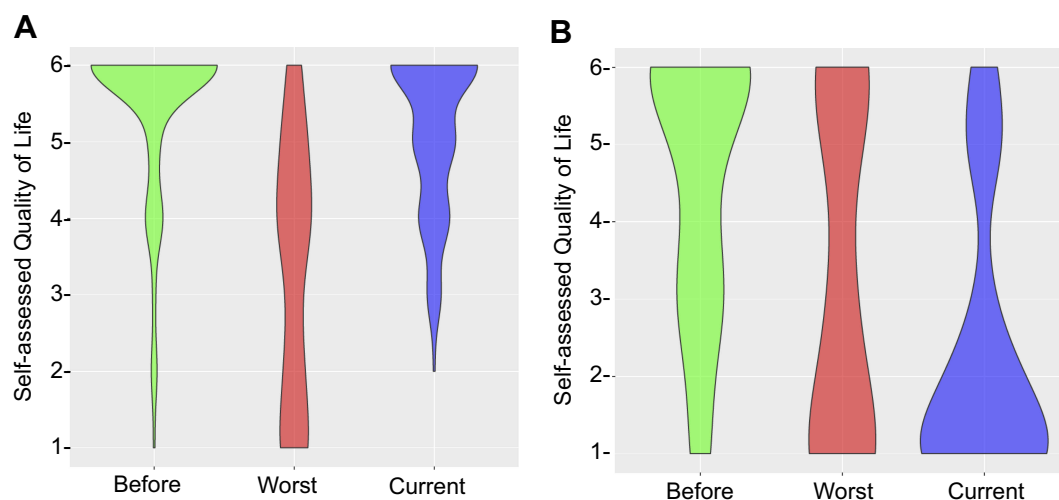 A
Self-assessed Quality of Life
6-
5-
4-
3-
2-
1-
Before Worst Current
B
Self-assessed Quality of Life
6-
5-
4-
3-
2-
1-
Before Worst Current